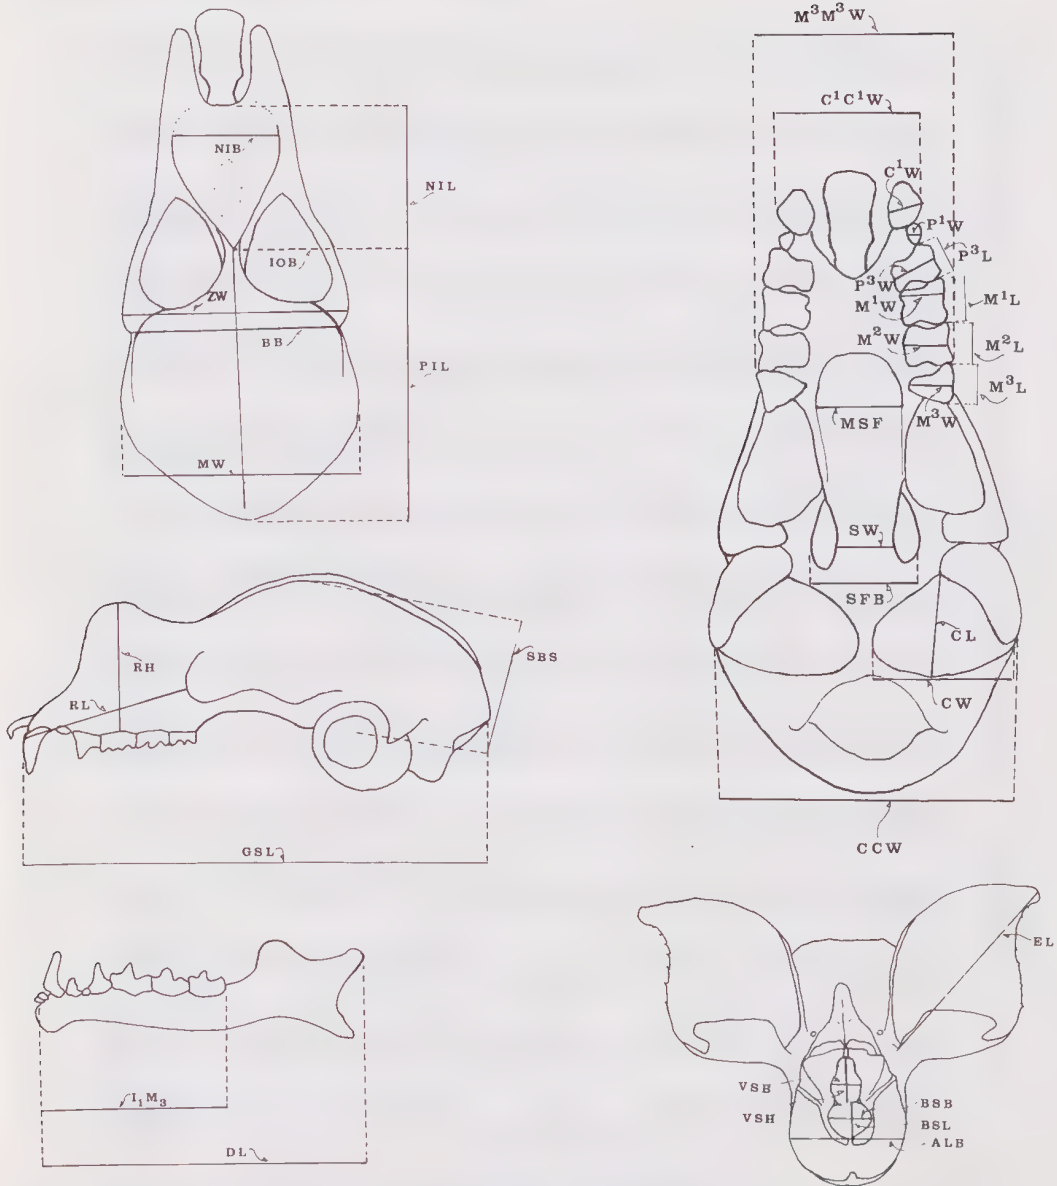 NIB
NIL
IOB
ZW
BB
PIL
MW
M³M³W
C¹C¹W
C¹W
P¹W
P³L
P³W
M¹W
M¹L
M²W
M²L
M³L
M³W
MSF
SW
SFB
CL
CW
CCW
RH
RL
SBS
GSL
I₁M₃
DL
EL
VSB
VSH
BSB
BSL
ALB